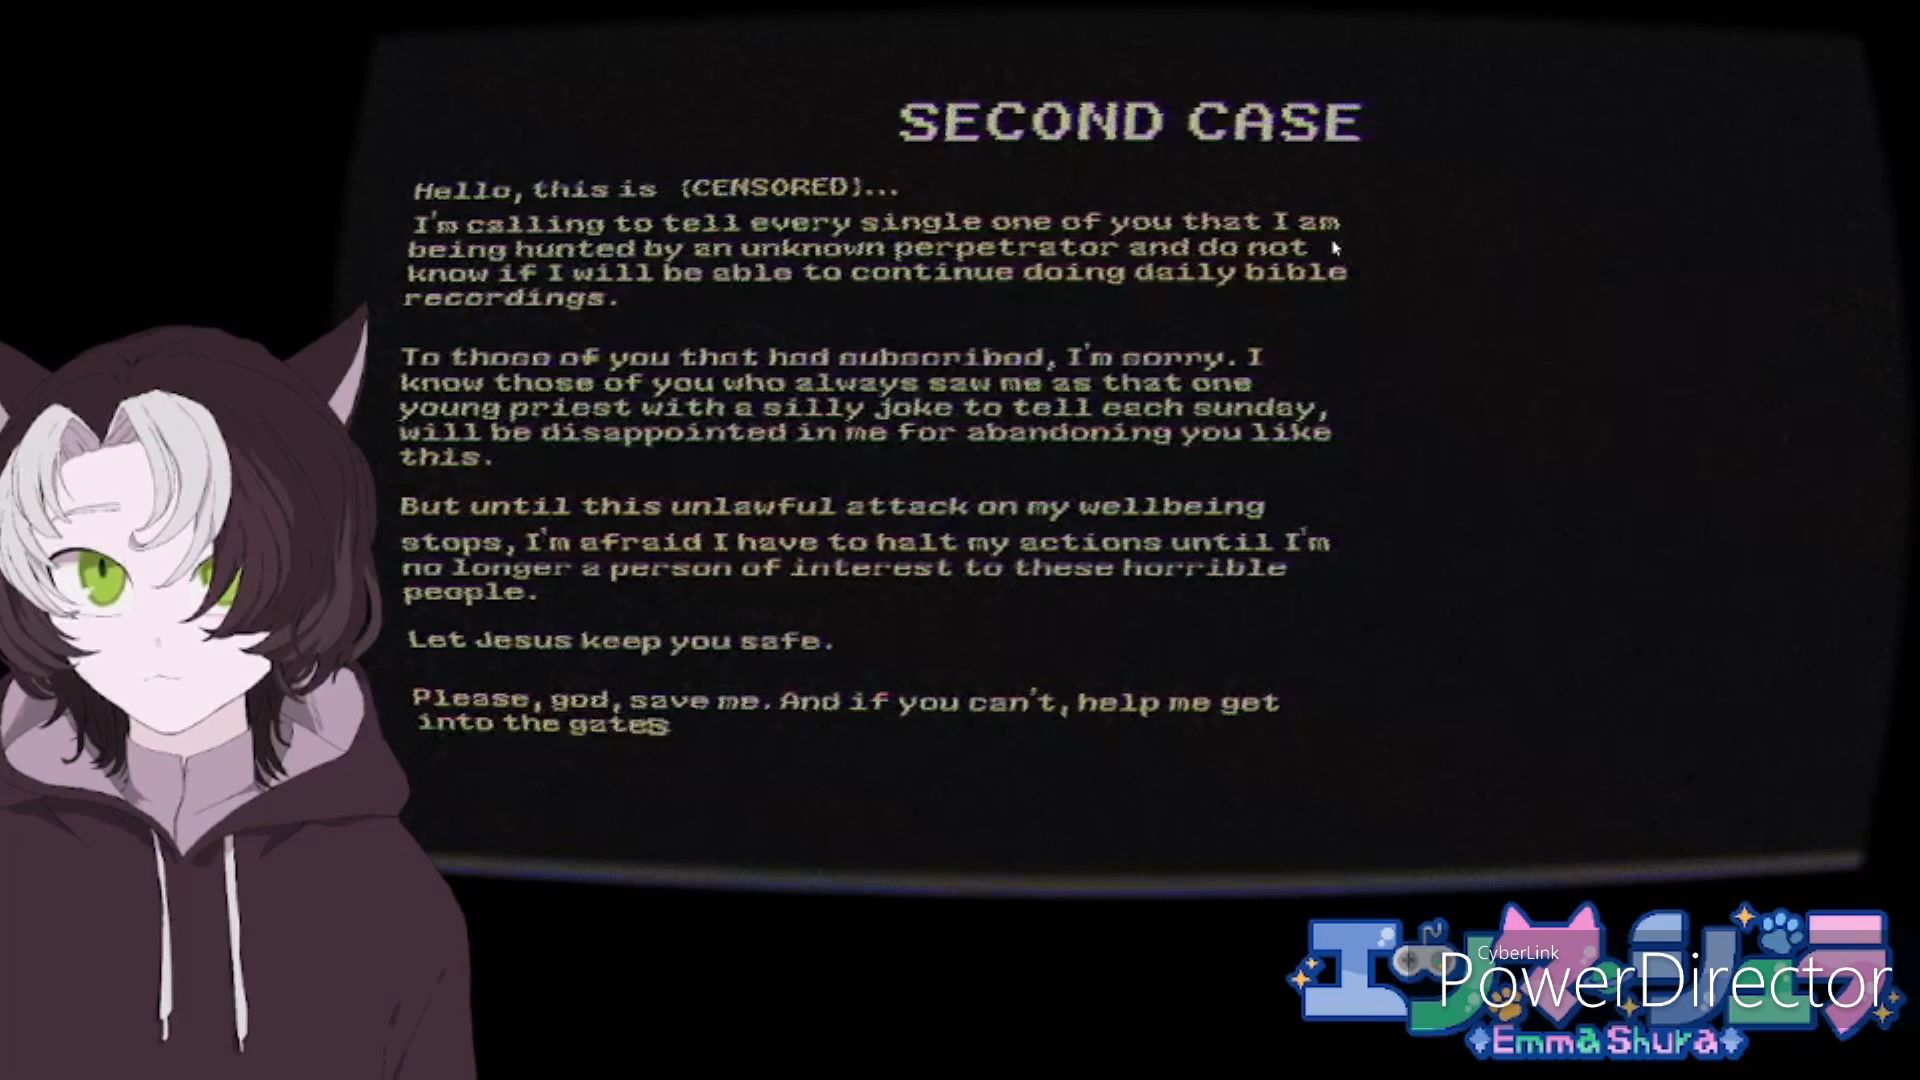 SECOND CASE
Hello, this is {CENSORED}...
I'm calling to tell every single one of you that I am
being hunted by an unknown perpetrator and do not
know if I will be able to continue doing daily bible
recordings.
To those of you that had subscribed, I'm sorry. I
know those of you who always saw me as that one
young priest with a silly joke to tell each sunday,
will be disappointed in me for abandoning you like
this.
But until this unlawful attack on my wellbeing
stops, I'm afraid I have to halt my actions until I'm
no longer a person of interest to these horrible
people.
Let Jesus keep you safe.
Please, god, save me. And if you can't, help me get
into the gates
CyberLink
PowerDirector
EmmaShura